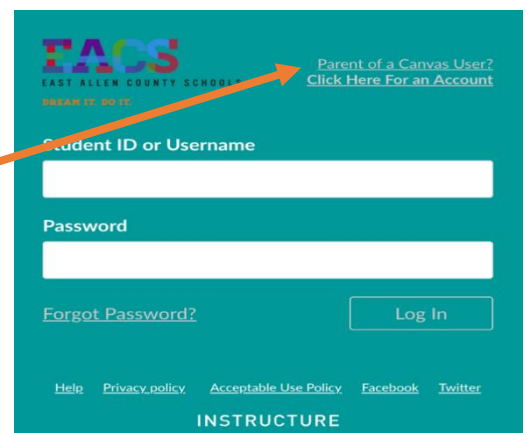 EACS
Parent of a Canvas User?
EAST ALLEN COUNTY SCHOOLS
Click Here For an Account
DREAM IT. DO IT.
Student ID or Username
Password
Forgot Password?
Log In
Help Privacy policy Acceptable Use Policy Facebook Twitter
INSTRUCTURE